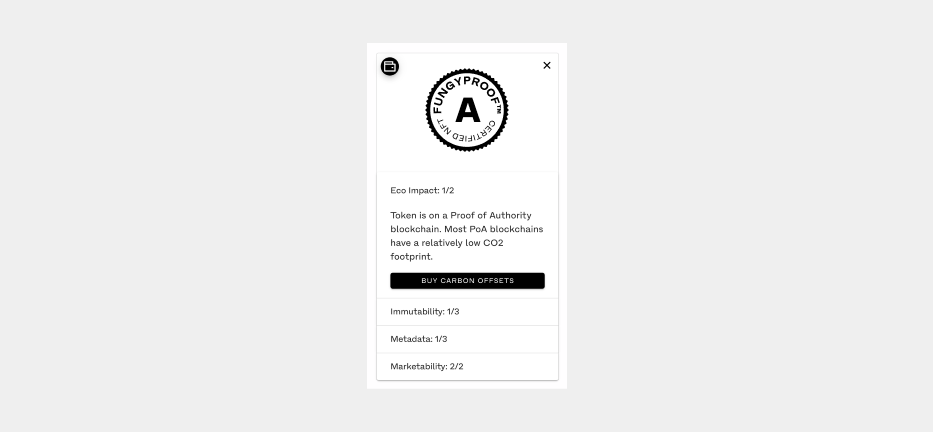 FUNGYPROOF™
A
CERTIFIED NFT
Eco Impact: 1/2
Token is on a Proof of Authority
blockchain. Most PoA blockchains
have a relatively low CO2
footprint.
BUY CARBON OFFSETS
Immutability: 1/3
Metadata: 1/3
Marketability: 2/2